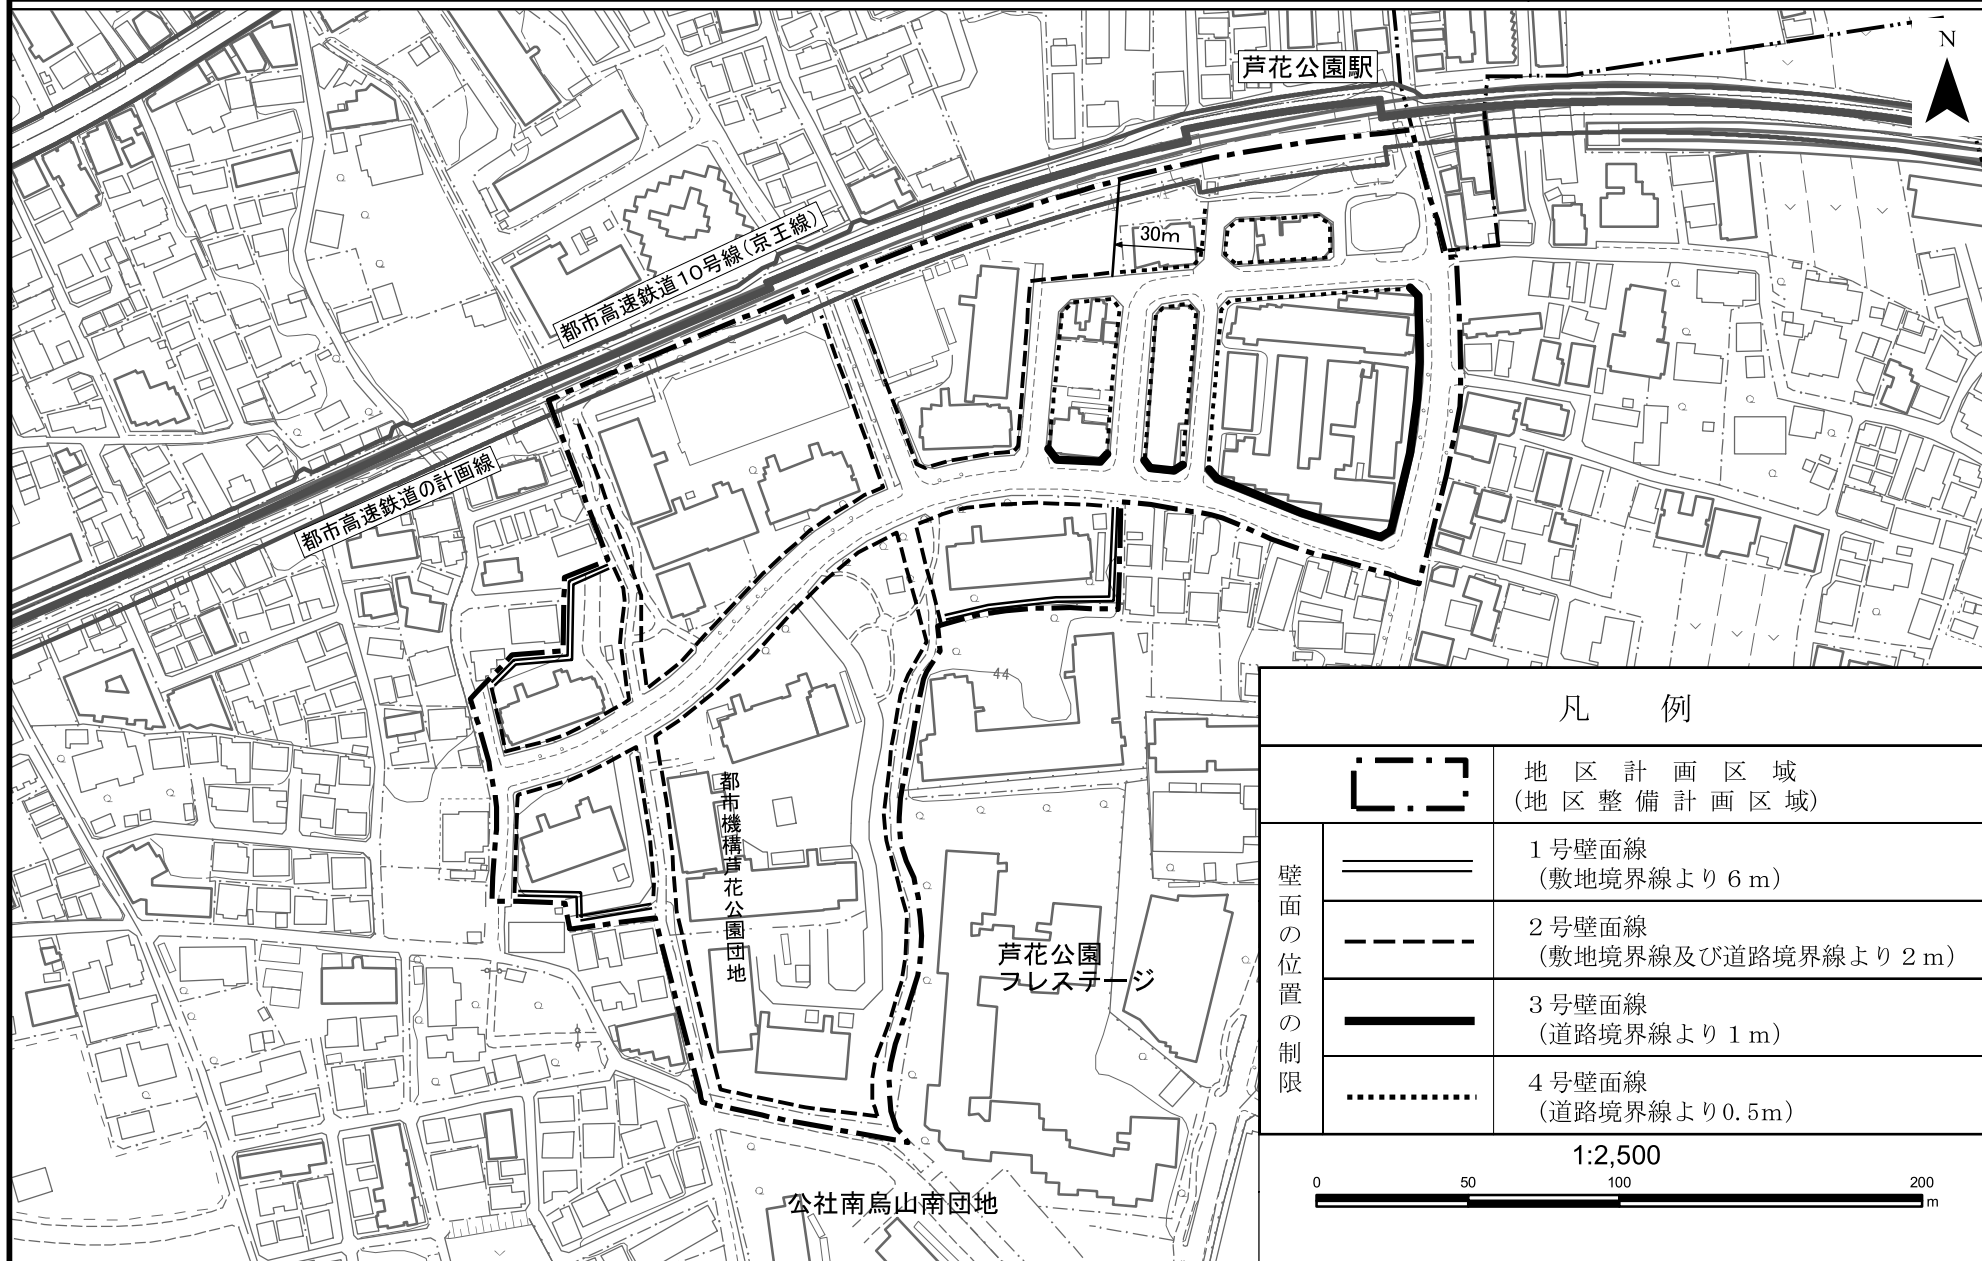 N
芦花公園駅
都市高速鉄道10号線(京王線)
30m
都市高速鉄道の計画線
44
都市機構芦花公園団地
芦花公園
フレステージ
公社南烏山南団地
凡 例
地区計画区域
(地区整備計画区域)
壁面の位置の制限
1号壁面線
(敷地境界線より6m)
2号壁面線
(敷地境界線及び道路境界線より2m)
3号壁面線
(道路境界線より1m)
4号壁面線
(道路境界線より0.5m)
1:2,500
0 50 100 200
m